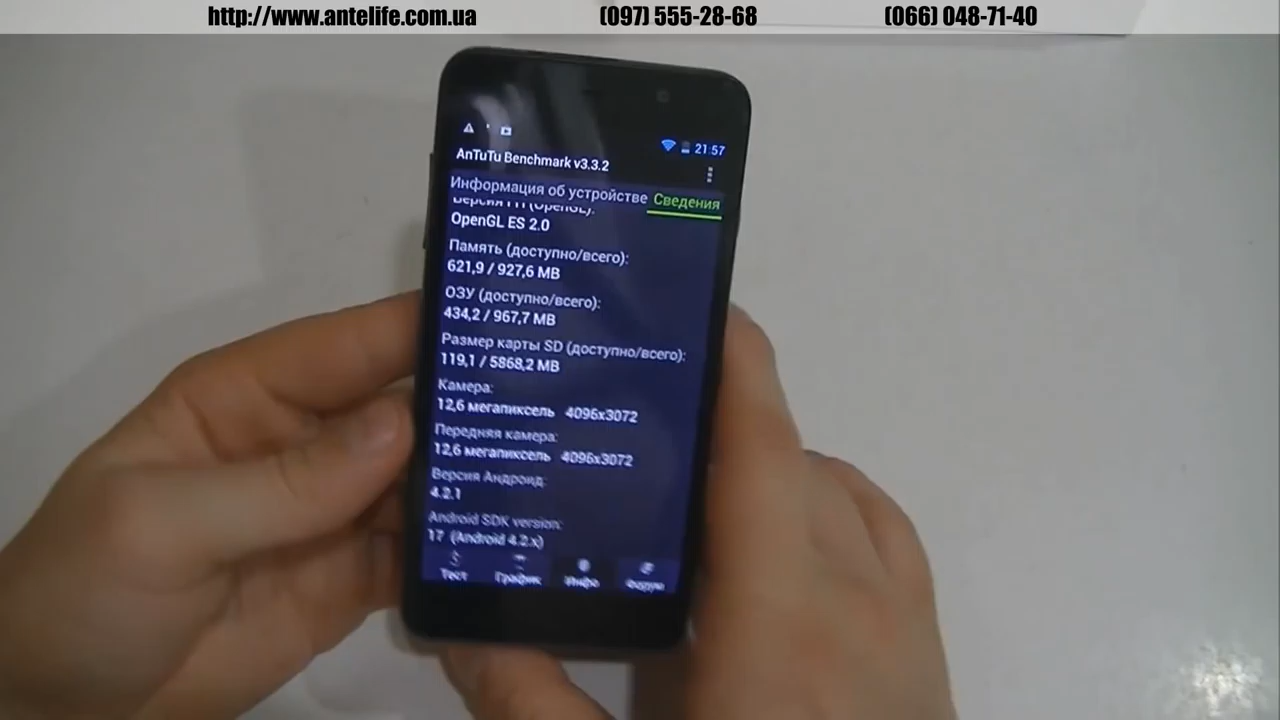 http://www.antelife.com.ua (097) 555-28-68 (066) 048-71-40
21:57
AnTuTu Benchmark v3.3.2
Информация об устройстве Сведения
Версия ГП (OpenGL):
OpenGL ES 2.0
Память (доступно/всего):
621,9 / 927,6 MB
ОЗУ (доступно/всего):
434,2 / 967,7 MB
Размер карты SD (доступно/всего):
119,1 / 5868,2 MB
Камера:
12,6 мегапиксель 4096x3072
Передняя камера:
12,6 мегапиксель 4096x3072
Версия Андроид:
4.2.1
Android SDK version:
17 (Android 4.2.x)
Тест График Инфо Форум